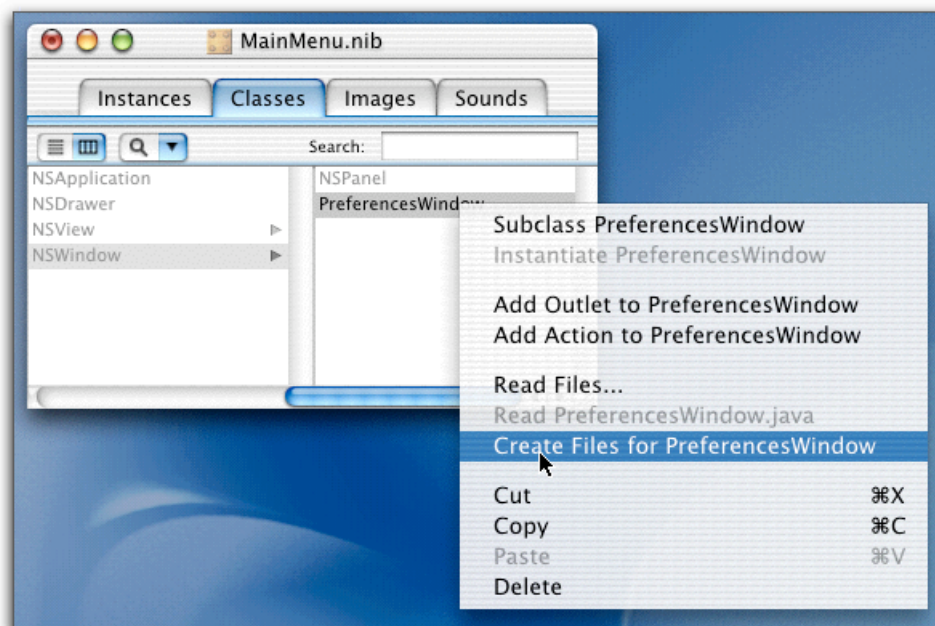 MainMenu.nib
Instances Classes Images Sounds
Search:
NSApplication NSPanel
NSDrawer PreferencesWindow
NSView
NSWindow
Subclass PreferencesWindow
Instantiate PreferencesWindow
Add Outlet to PreferencesWindow
Add Action to PreferencesWindow
Read Files...
Read PreferencesWindow.java
Create Files for PreferencesWindow
Cut ⌘X
Copy ⌘C
Paste ⌘V
Delete